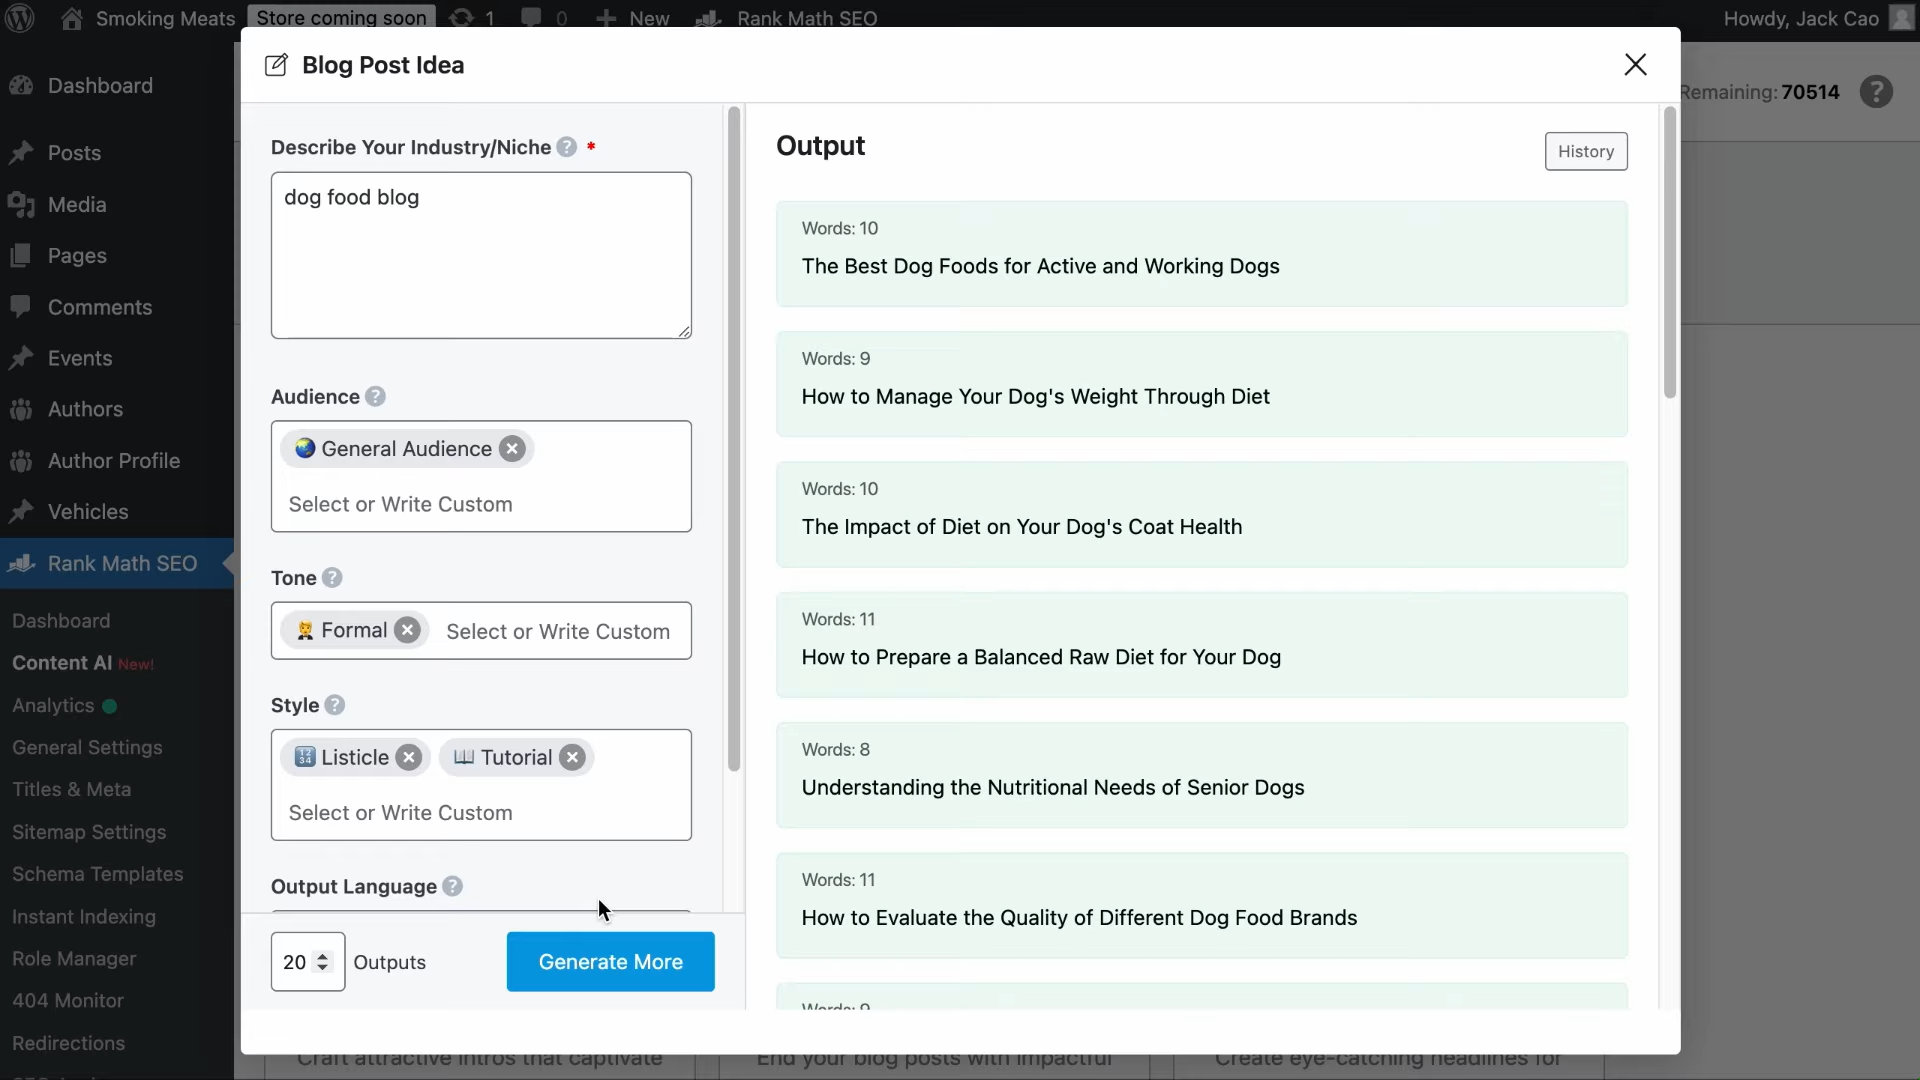 Smoking Meats
Store coming soon
1
0
New
Rank Math SEO
Howdy, Jack Cao
Dashboard
Posts
Media
Pages
Comments
Events
Authors
Author Profile
Vehicles
Rank Math SEO
Dashboard
Content AI New!
Analytics
General Settings
Titles & Meta
Sitemap Settings
Schema Templates
Instant Indexing
Role Manager
404 Monitor
Redirections
Remaining: 70514
?
Blog Post Idea
Describe Your Industry/Niche ? *
dog food blog
Audience ?
General Audience
Select or Write Custom
Tone ?
Formal
Select or Write Custom
Style ?
Listicle
Tutorial
Select or Write Custom
Output Language ?
20
Outputs
Generate More
Output
History
Words: 10
The Best Dog Foods for Active and Working Dogs
Words: 9
How to Manage Your Dog's Weight Through Diet
Words: 10
The Impact of Diet on Your Dog's Coat Health
Words: 11
How to Prepare a Balanced Raw Diet for Your Dog
Words: 8
Understanding the Nutritional Needs of Senior Dogs
Words: 11
How to Evaluate the Quality of Different Dog Food Brands
Words: 9
Craft attractive intros that captivate
End your blog posts with impactful
Create eye-catching headlines for